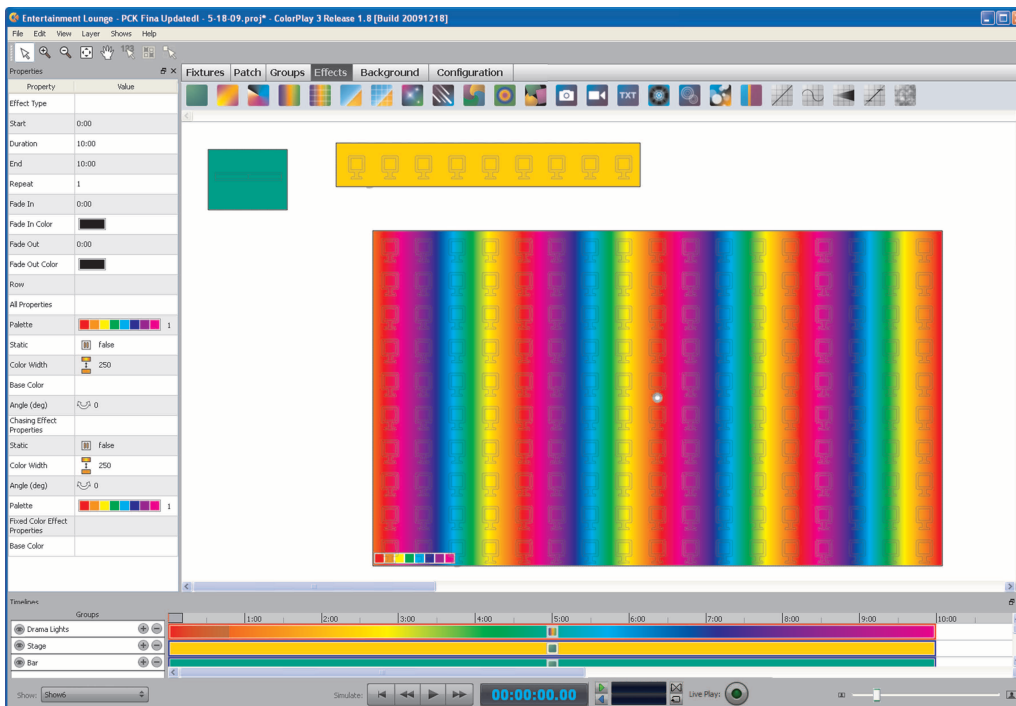 Entertainment Lounge - PCK Fina Updatedl - 5-18-09.proj* - ColorPlay 3 Release 1.8 [Build 20091218]
File Edit View Layer Shows Help
123
Properties
Property Value
Effect Type
Start 0:00
Duration 10:00
End 10:00
Repeat 1
Fade In 0:00
Fade In Color
Fade Out 0:00
Fade Out Color
Row
All Properties
Palette 1
Static false
Color Width 250
Base Color
Angle (deg) 0
Chasing Effect
Properties
Static false
Color Width 250
Angle (deg) 0
Palette 1
Fixed Color Effect
Properties
Base Color
Fixtures Patch Groups Effects Background Configuration
TXT
Timelines
Groups
1:00 2:00 3:00 4:00 5:00 6:00 7:00 8:00 9:00 10:00
Drama Lights
Stage
Bar
Show: Show6
Simulate:
00:00:00.00
Live Play: